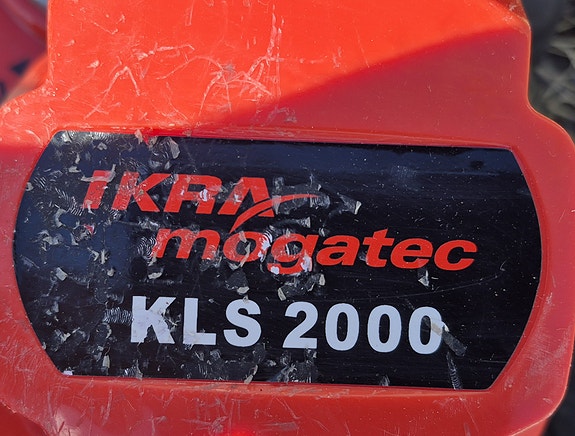 iKRA
mogatec
KLS 2000